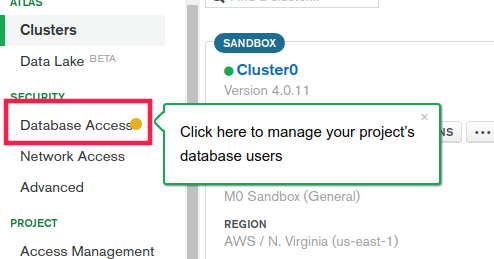 ATLAS
Clusters
Data Lake BETA
SECURITY
Database Access
Network Access
Advanced
PROJECT
Access Management
Find a cluster...
SANDBOX
Cluster0
Version 4.0.11
Click here to manage your project's
database users
×
NS
...
M0 Sandbox (General)
REGION
AWS / N. Virginia (us-east-1)